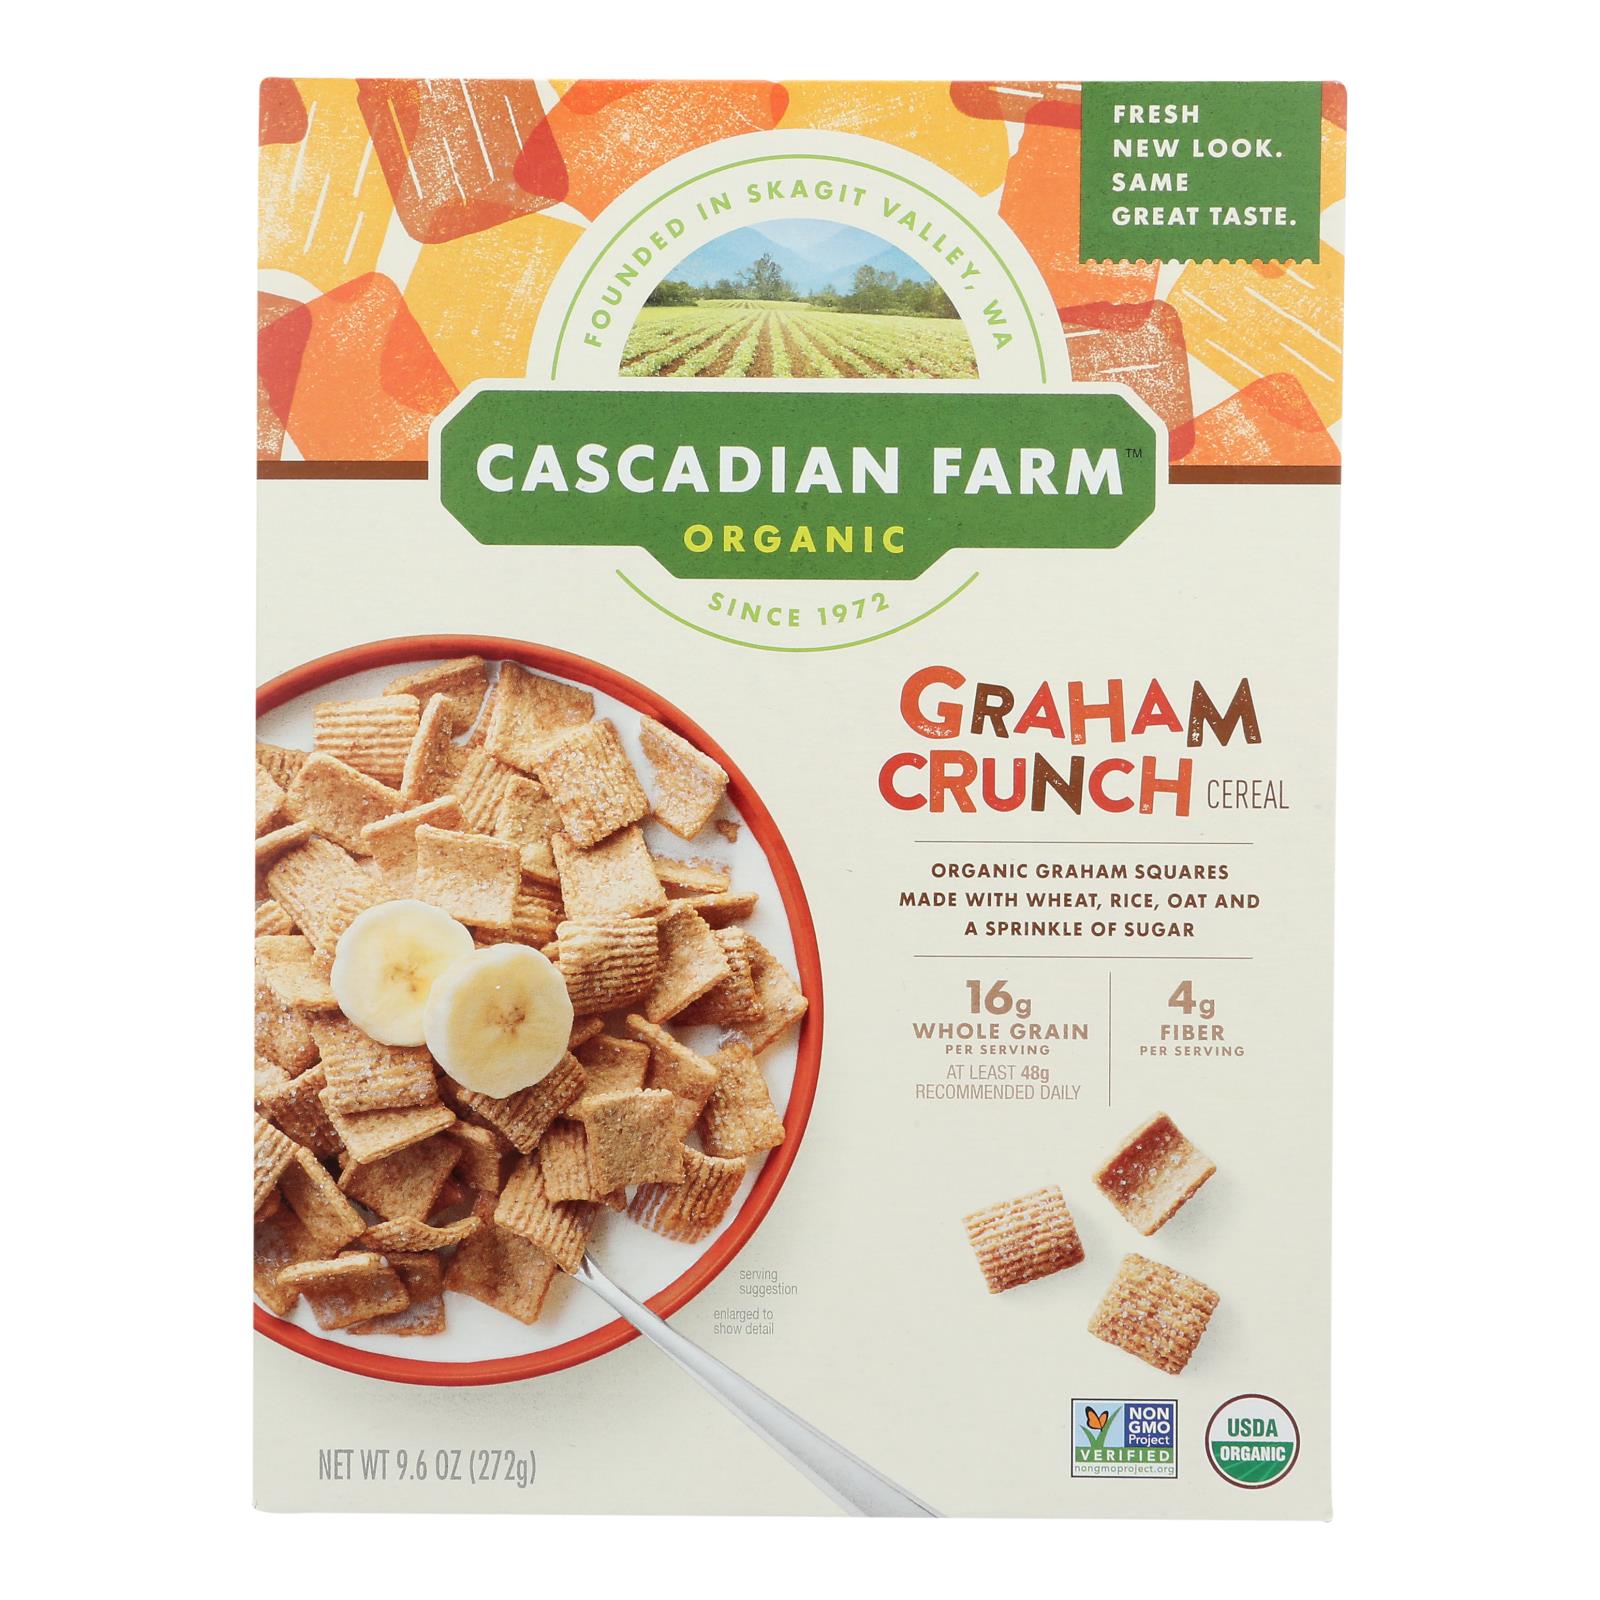 FRESH
NEW LOOK.
SAME
GREAT TASTE.
FOUNDED IN SKAGIT VALLEY, WA
CASCADIAN FARM™
ORGANIC
SINCE 1972
GRAHAM
CRUNCH CEREAL
ORGANIC GRAHAM SQUARES
MADE WITH WHEAT, RICE, OAT AND
A SPRINKLE OF SUGAR
16g
WHOLE GRAIN
PER SERVING
AT LEAST 48g
RECOMMENDED DAILY
4g
FIBER
PER SERVING
serving
suggestion
enlarged to
show detail
NET WT 9.6 OZ (272g)
NON
GMO
Project
VERIFIED
nongmoproject.org
USDA
ORGANIC